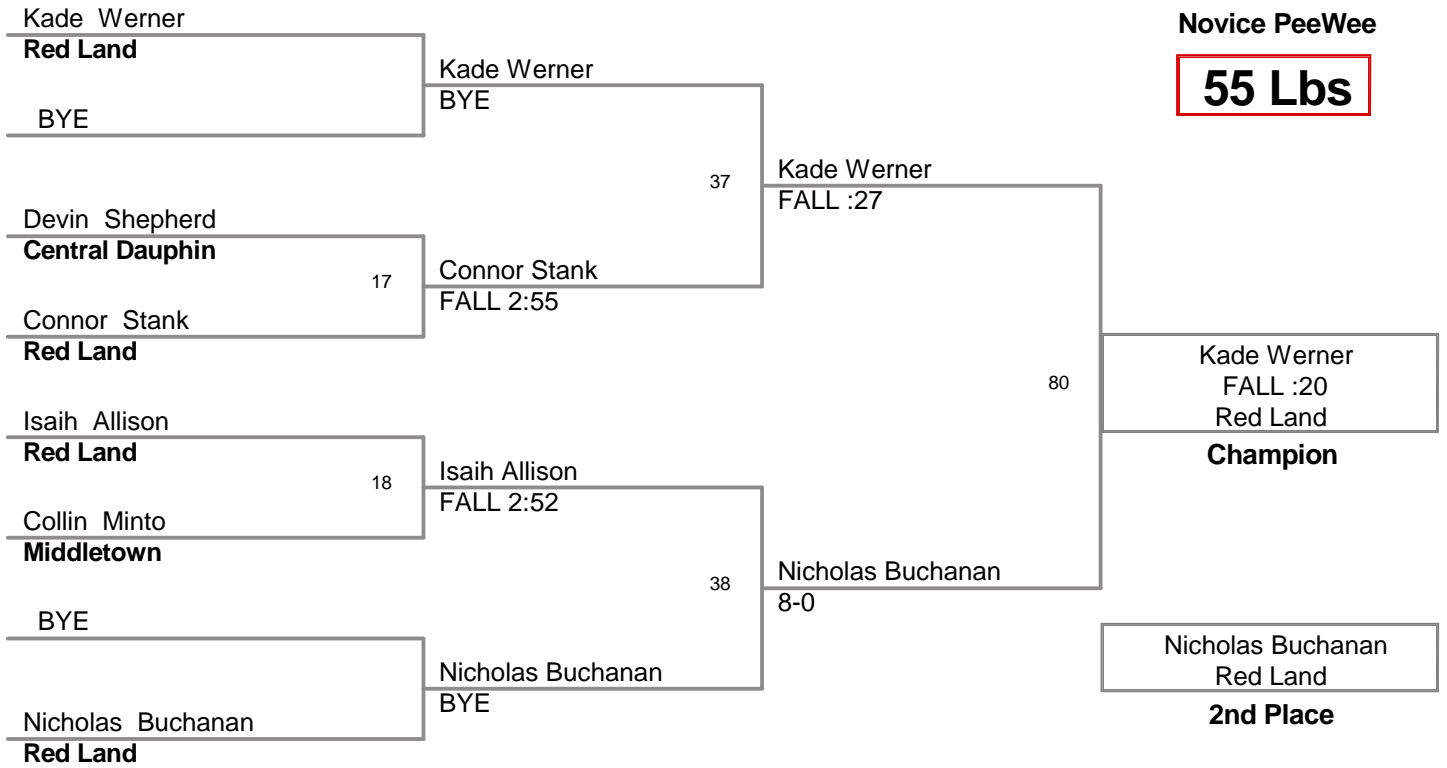 Kade Werner
Red Land
BYE
Devin Shepherd
Central Dauphin
17
Connor Stank
Red Land
Isaih Allison
Red Land
18
Collin Minto
Middletown
BYE
Nicholas Buchanan
Red Land
Kade Werner
BYE
37
Connor Stank
FALL 2:55
Isaih Allison
FALL 2:52
38
Nicholas Buchanan
BYE
Kade Werner
FALL :27
80
Nicholas Buchanan
8-0
Novice PeeWee
55 Lbs
Kade Werner
FALL :20
Red Land
Champion
Nicholas Buchanan
Red Land
2nd Place